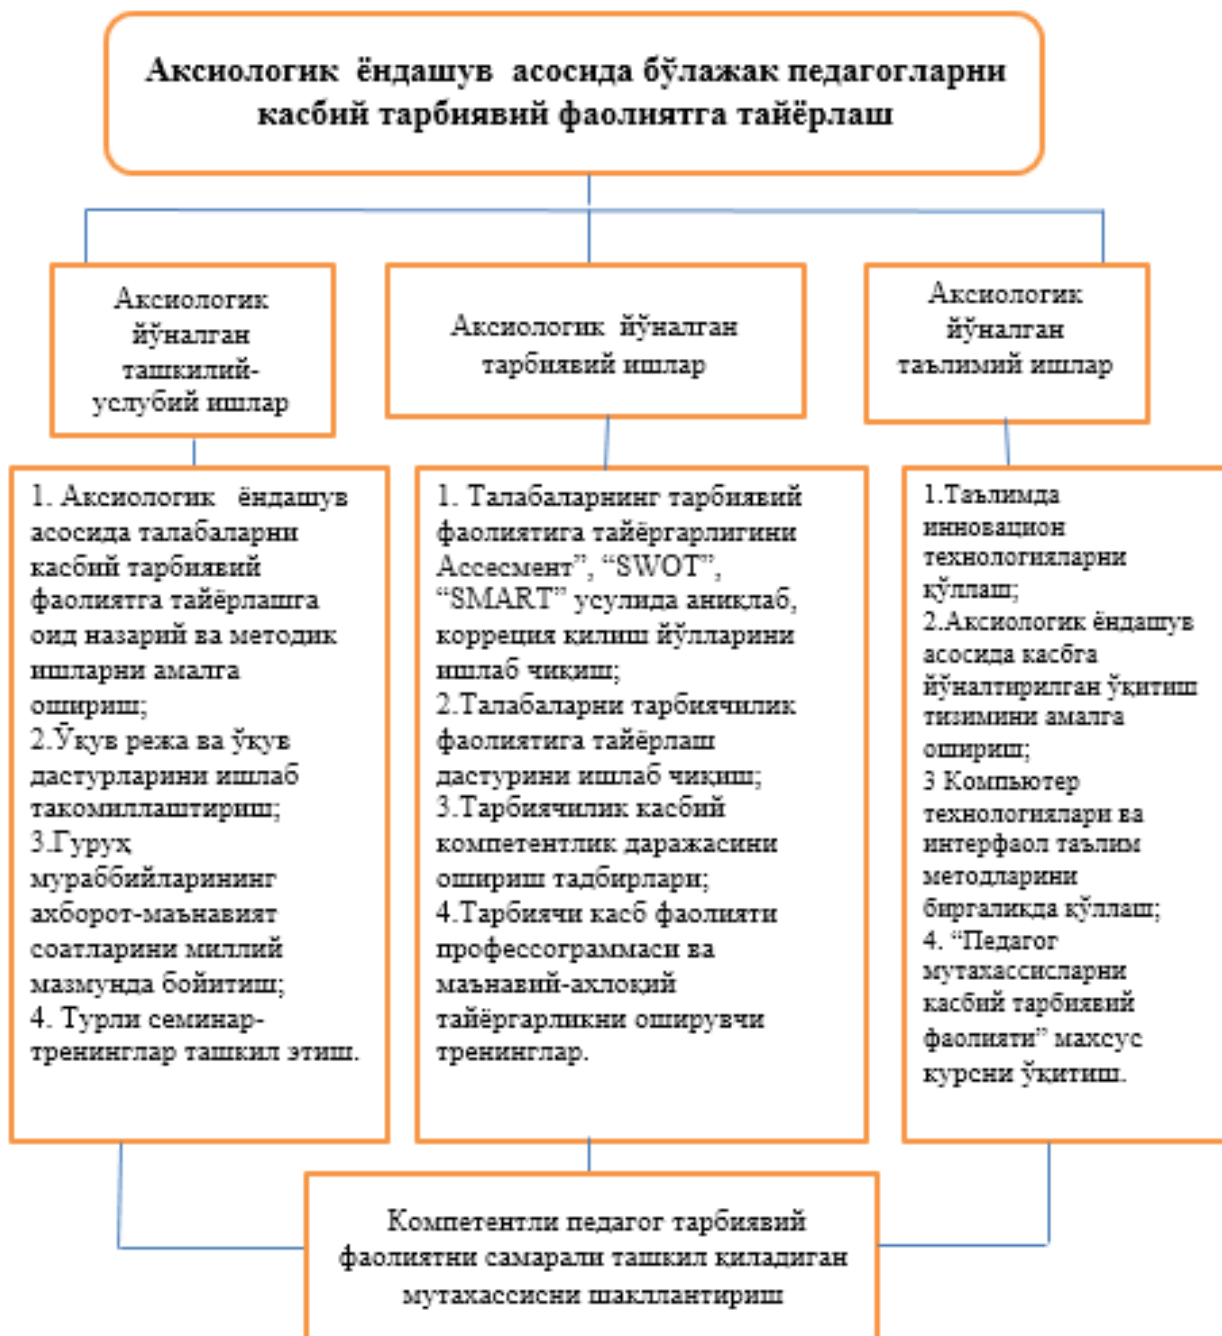 Аксиологик ёндашув асосида бўлажак педагогларни
касбий тарбиявий фаолиятга тайёрлаш
Аксиологик
йўналган
ташкилий-
услубий ишлар
Аксиологик йўналган
тарбиявий ишлар
Аксиологик
йўналган
таълимий ишлар
1. Аксиологик ёндашув
асосида талабаларни
касбий тарбиявий
фаолиятга тайёрлашга
оид назарий ва методик
ишларни амалга
ошириш;
2.Ўқув режа ва ўқув
дастурларини ишлаб
такомиллаштириш;
3.Гуруҳ
мураббийларининг
ахборот-маънавият
соатларини миллий
мазмунда бойитиш;
4. Турли семинар-
тренинглар ташкил этиш.
1. Талабаларнинг тарбиявий
фаолиятига тайёргарлигини
Ассесмент”, “SWOT”,
“SMART” усулида аниқлаб,
коррекция қилиш йўлларини
ишлаб чиқиш;
2.Талабаларни тарбиячилик
фаолиятига тайёрлаш
дастурини ишлаб чиқиш;
3.Тарбиячилик касбий
компетентлик даражасини
ошириш тадбирлари;
4.Тарбиячи касб фаолияти
профессограммаси ва
маънавий-ахлоқий
тайёргарликни оширувчи
тренинглар.
1.Таълимда
инновацион
технологияларни
қўллаш;
2.Аксиологик ёндашув
асосида касбга
йўналтирилган ўқитиш
тизимини амалга
ошириш;
3 Компьютер
технологиялари ва
интерфаол таълим
методларини
биргаликда қўллаш;
4. “Педагог
мутахассисларни
касбий тарбиявий
фаолияти” махсус
курсни ўқитиш.
Компетентли педагог тарбиявий
фаолиятни самарали ташкил қиладиган
мутахассисни шакллантириш